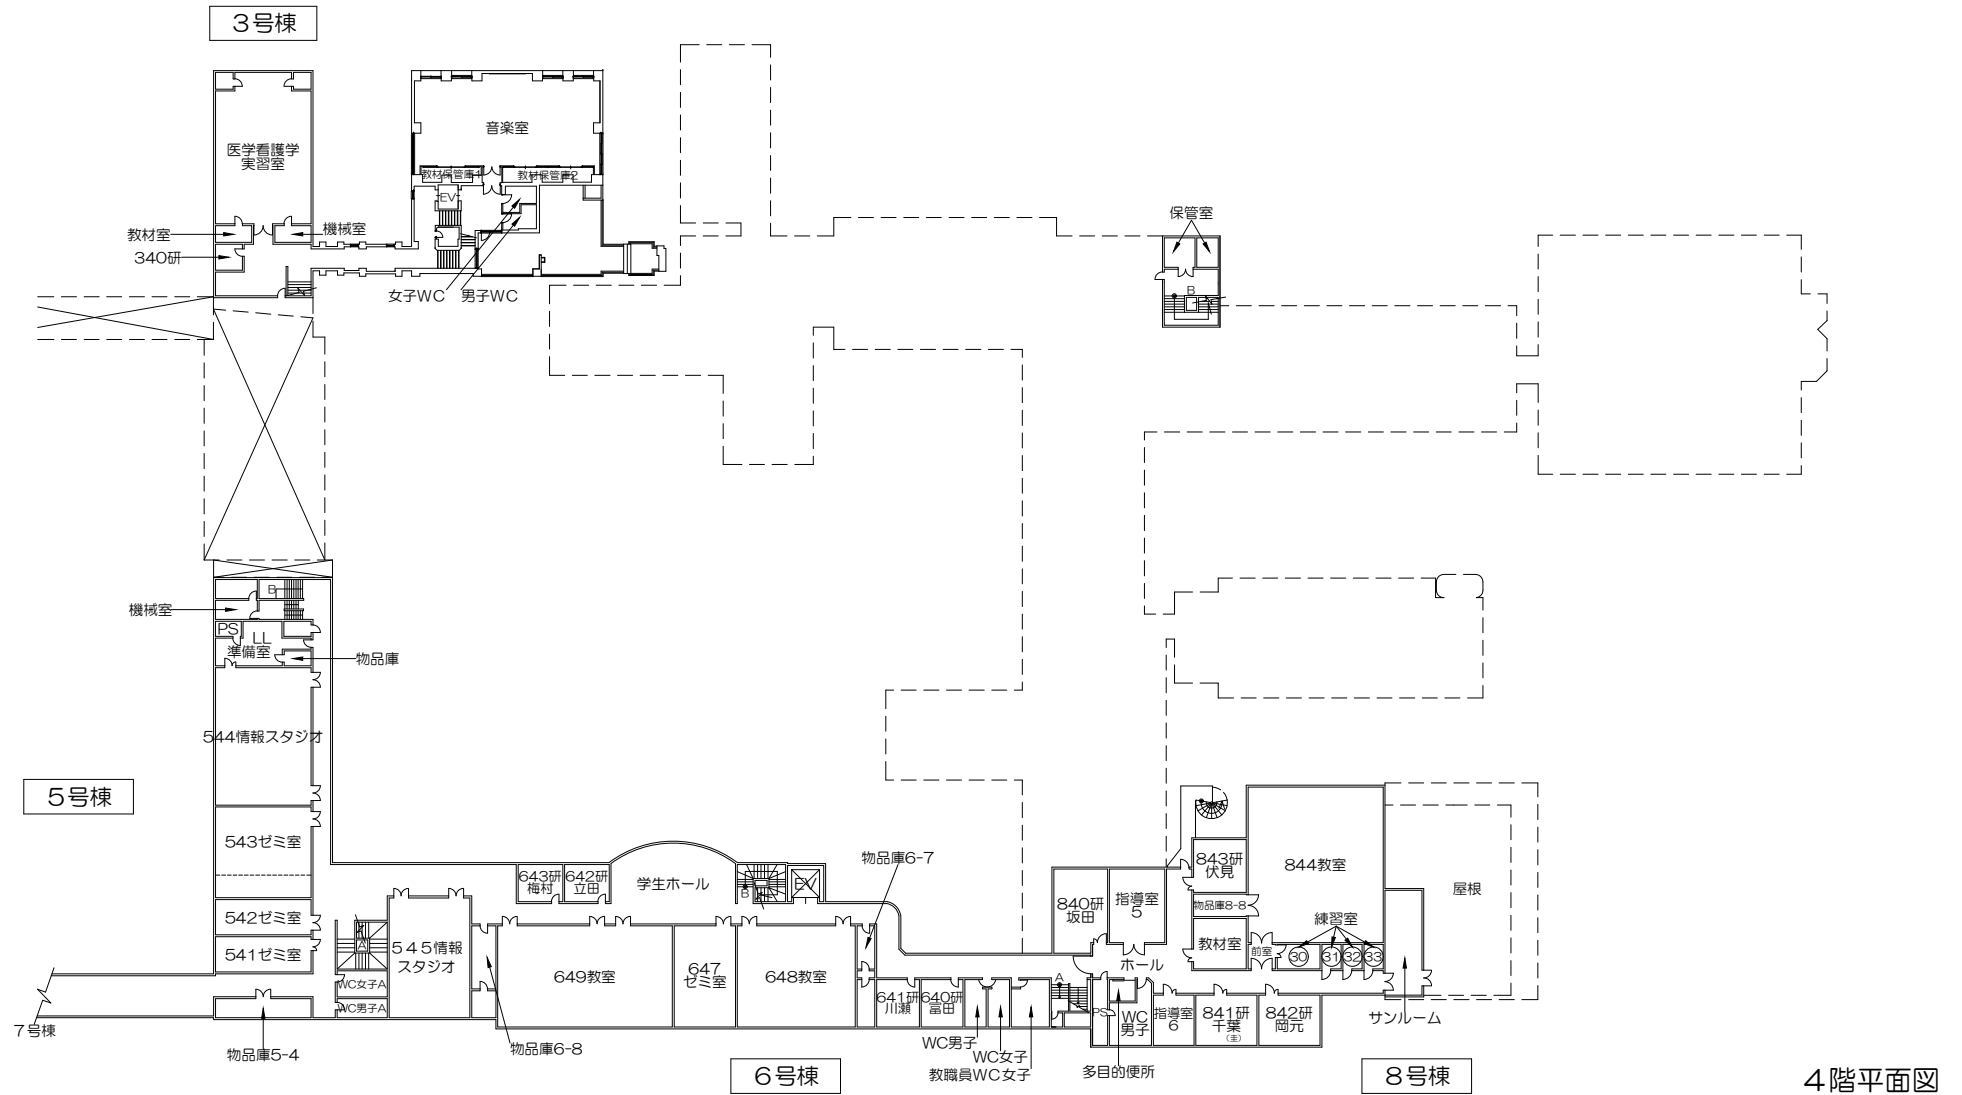 3号棟
音楽室
医学看護学
実習室
教材保管庫1
教材保管庫2
EV
教材室
機械室
340研
女子WC
男子WC
保管室
B
B
機械室
PS
LL
準備室
物品庫
544情報スタジオ
5号棟
543ゼミ室
542ゼミ室
541ゼミ室
A
545情報
スタジオ
WC女子A
WC男子A
7号棟
物品庫5-4
物品庫6-8
643研
梅村
642研
立田
学生ホール
B
EV
物品庫6-7
649教室
647
ゼミ室
648教室
641研
川瀬
640研
冨田
WC男子
WC女子
教職員WC女子
6号棟
A
840研
坂田
指導室
5
843研
伏見
物品庫8-8
教材室
844教室
前室
練習室
30
31
32
33
屋根
ホール
PS
WC
男子
指導室
6
841研
千葉
(圭)
842研
岡元
サンルーム
多目的便所
8号棟
4階平面図